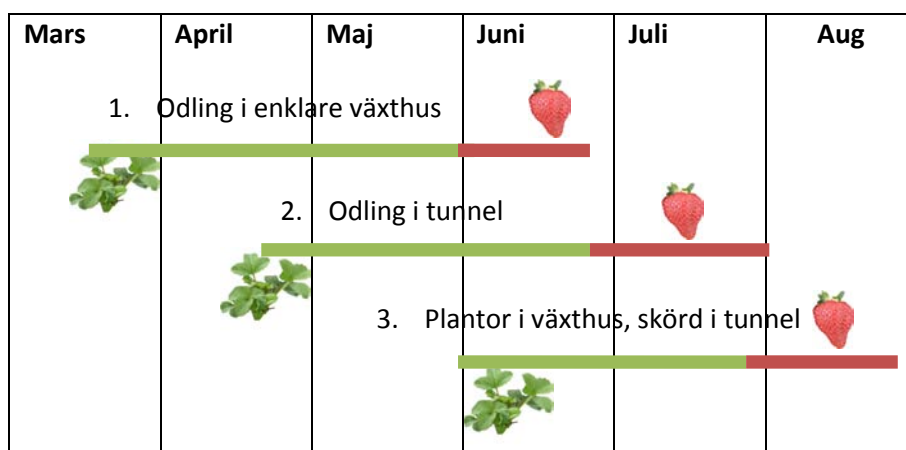 Mars April Maj Juni Juli Aug
1. Odling i enklare växthus
2. Odling i tunnel
3. Plantor i växthus, skörd i tunnel